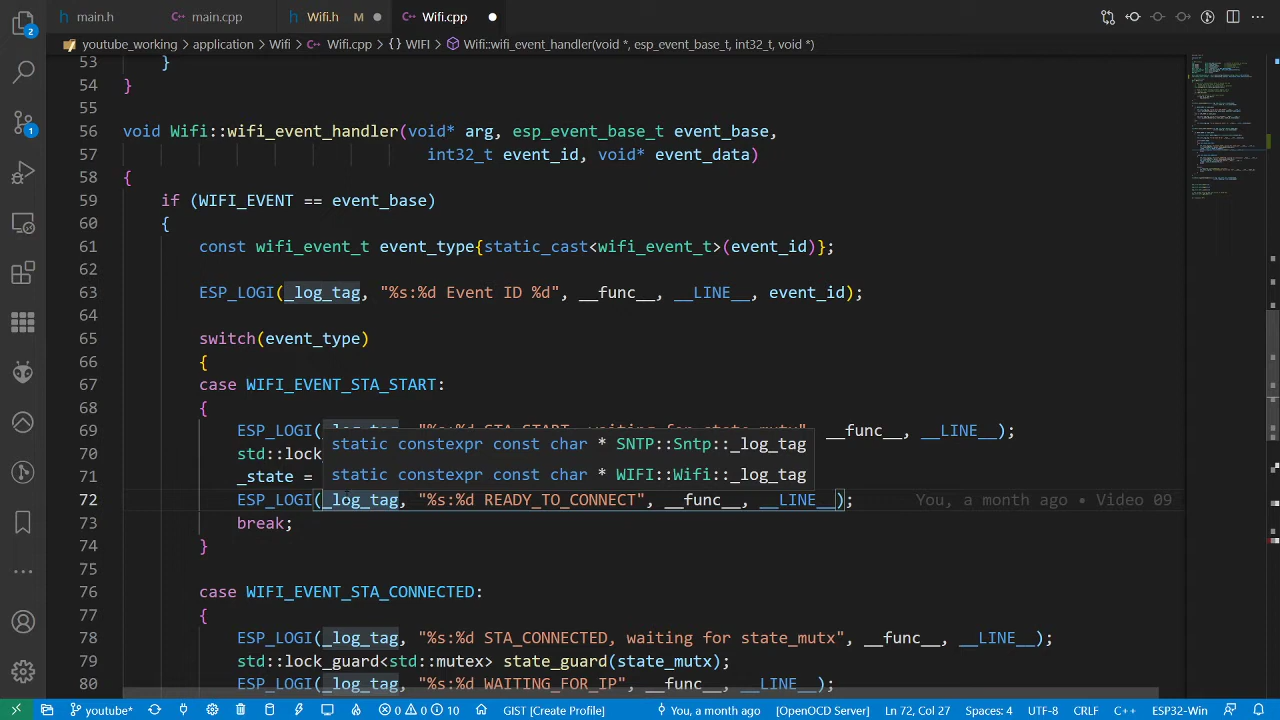 main.h
main.cpp
Wifi.h M
Wifi.cpp
2
youtube_working > application > Wifi > Wifi.cpp > {} WIFI > Wifi::wifi_event_handler(void *, esp_event_base_t, int32_t, void *)
53 }
54 }
55
56 void Wifi::wifi_event_handler(void* arg, esp_event_base_t event_base,
57 int32_t event_id, void* event_data)
58 {
59 if (WIFI_EVENT == event_base)
60 {
61 const wifi_event_t event_type{static_cast<wifi_event_t>(event_id)};
62
63 ESP_LOGI(_log_tag, "%s:%d Event ID %d", __func__, __LINE__, event_id);
64
65 switch(event_type)
66 {
67 case WIFI_EVENT_STA_START:
68 {
69 ESP_LOGI( __func__, __LINE__);
static constexpr const char * SNTP::Sntp::_log_tag
70 std::lock
static constexpr const char * WIFI::Wifi::_log_tag
71 _state =
72 ESP_LOGI(_log_tag, "%s:%d READY_TO_CONNECT", __func__, __LINE__); You, a month ago • Video 09
73 break;
74 }
75
76 case WIFI_EVENT_STA_CONNECTED:
77 {
78 ESP_LOGI(_log_tag, "%s:%d STA_CONNECTED, waiting for state_mutx", __func__, __LINE__);
79 std::lock_guard<std::mutex> state_guard(state_mutx);
80 ESP_LOGI(_log_tag, "%s:%d WAITING_FOR_IP", __func__, __LINE__);
1
youtube* 0 0 10 GIST [Create Profile] You, a month ago [OpenOCD Server] Ln 72, Col 27 Spaces: 4 UTF-8 CRLF C++ ESP32-Win